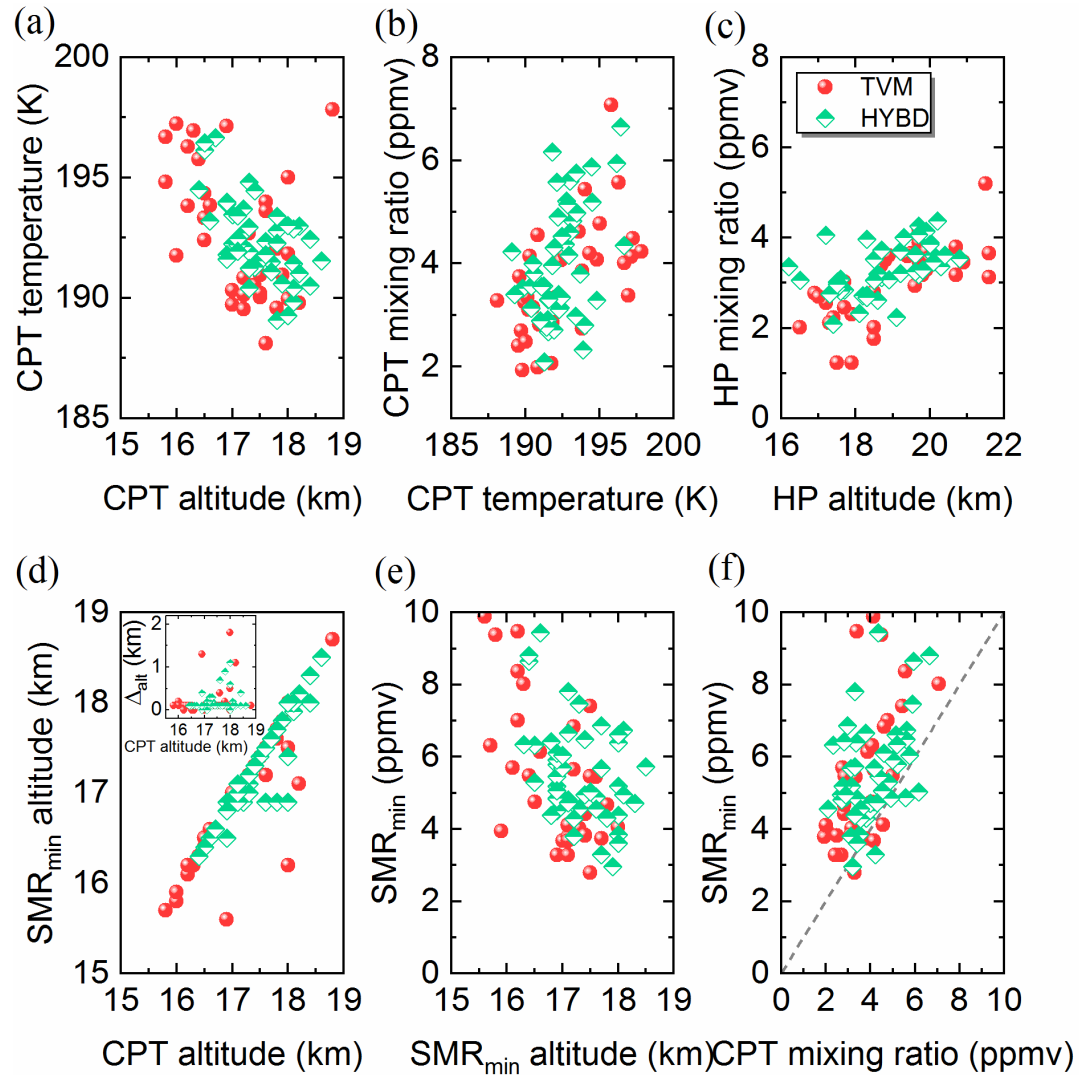 (a)
200
195
190
185
CPT temperature (K)
15 16 17 18 19
CPT altitude (km)
(b)
8
6
4
2
CPT mixing ratio (ppmv)
185 190 195 200
CPT temperature (K)
(c)
8
6
4
2
0
HP mixing ratio (ppmv)
TVM
HYBD
16 18 20 22
HP altitude (km)
(d)
19
18
17
16
15
SMRmin altitude (km)
2
1
0
Δalt (km)
16 17 18 19
CPT altitude (km)
15 16 17 18 19
CPT altitude (km)
(e)
10
8
6
4
2
0
SMRmin (ppmv)
15 16 17 18 19
SMRmin altitude (km)
(f)
10
8
6
4
2
0
SMRmin (ppmv)
0 2 4 6 8 10
CPT mixing ratio (ppmv)